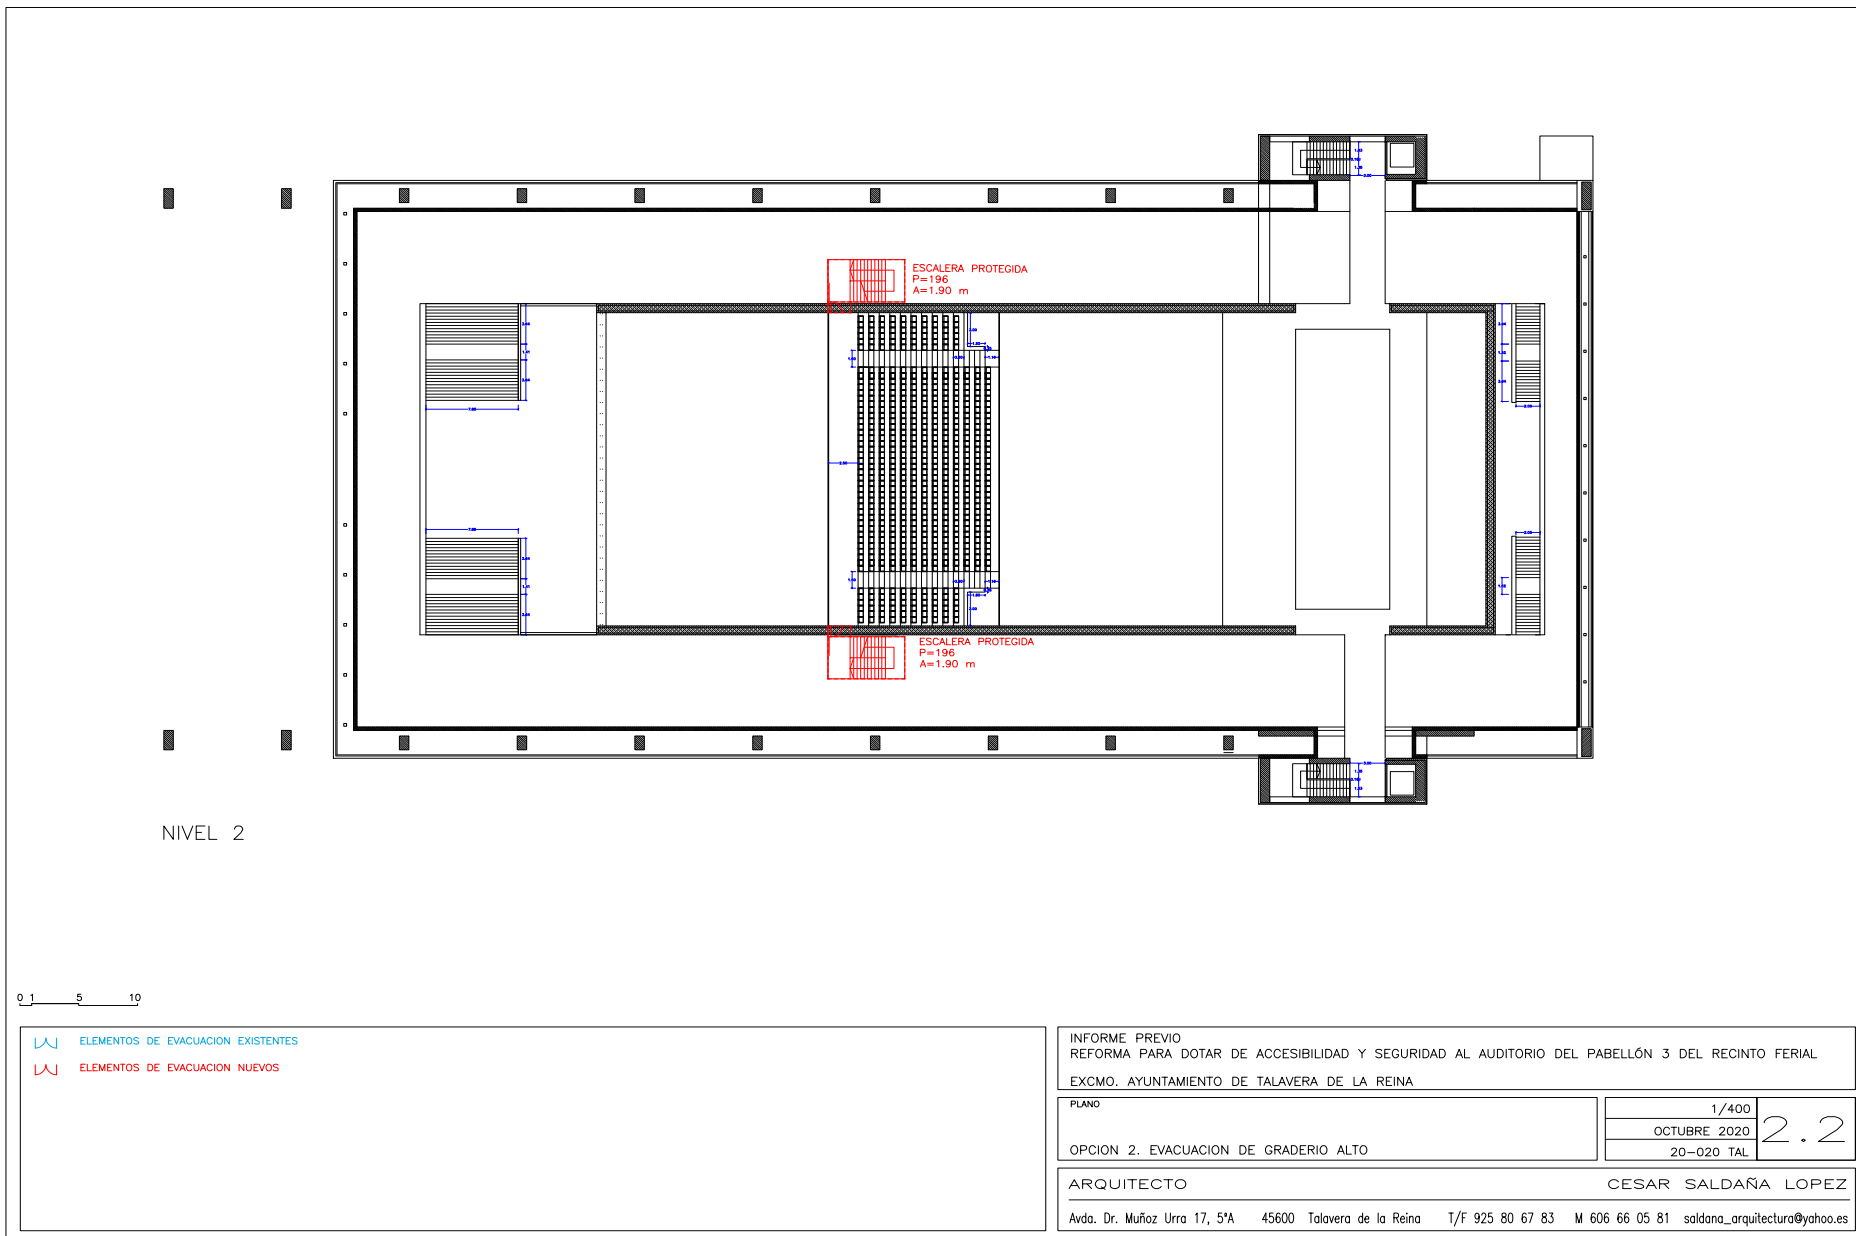 ESCALERA PROTEGIDA
P=196
A=1.90 m
ESCALERA PROTEGIDA
P=196
A=1.90 m
NIVEL 2
0 1 5 10
ELEMENTOS DE EVACUACION EXISTENTES
ELEMENTOS DE EVACUACION NUEVOS
INFORME PREVIO
REFORMA PARA DOTAR DE ACCESIBILIDAD Y SEGURIDAD AL AUDITORIO DEL PABELLÓN 3 DEL RECINTO FERIAL
EXCMO. AYUNTAMIENTO DE TALAVERA DE LA REINA
PLANO
OPCION 2. EVACUACION DE GRADERIO ALTO
1/400
OCTUBRE 2020
20-020 TAL
2.2
ARQUITECTO CESAR SALDAÑA LOPEZ
Avda. Dr. Muñoz Urra 17, 5ºA 45600 Talavera de la Reina T/F 925 80 67 83 M 606 66 05 81 saldana_arquitectura@yahoo.es